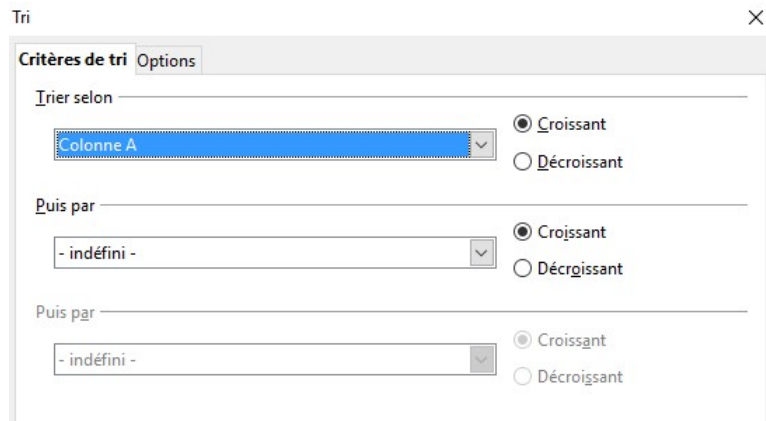 Tri
Critères de tri Options
Trier selon
Colonne A
Croissant
Décroissant
Puis par
- indéfini -
Croissant
Décroissant
Puis par
- indéfini -
Croissant
Décroissant